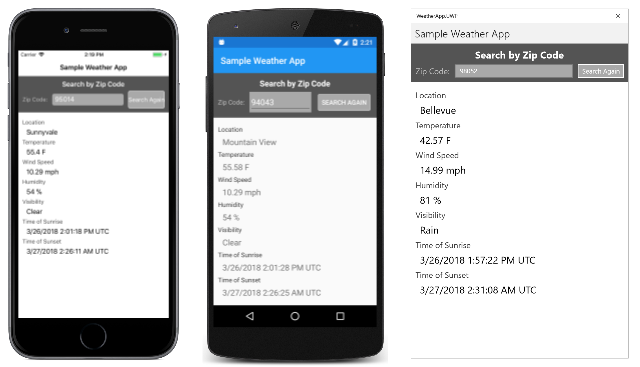 Carrier
2:19 PM
Sample Weather App
Search by Zip Code
Zip Code:
95014
Search Again
Location
Sunnyvale
Temperature
55.4 F
Wind Speed
10.29 mph
Humidity
54 %
Visibility
Clear
Time of Sunrise
3/26/2018 2:01:18 PM UTC
Time of Sunset
3/27/2018 2:26:11 AM UTC
2:21
Sample Weather App
Search by Zip Code
Zip Code:
94043
SEARCH AGAIN
Location
Mountain View
Temperature
55.58 F
Wind Speed
10.29 mph
Humidity
54 %
Visibility
Clear
Time of Sunrise
3/26/2018 2:01:28 PM UTC
Time of Sunset
3/27/2018 2:26:25 AM UTC
WeatherApp.UWP
Sample Weather App
Search by Zip Code
Zip Code:
98052
Search Again
Location
Bellevue
Temperature
42.57 F
Wind Speed
14.99 mph
Humidity
81 %
Visibility
Rain
Time of Sunrise
3/26/2018 1:57:22 PM UTC
Time of Sunset
3/27/2018 2:31:08 AM UTC